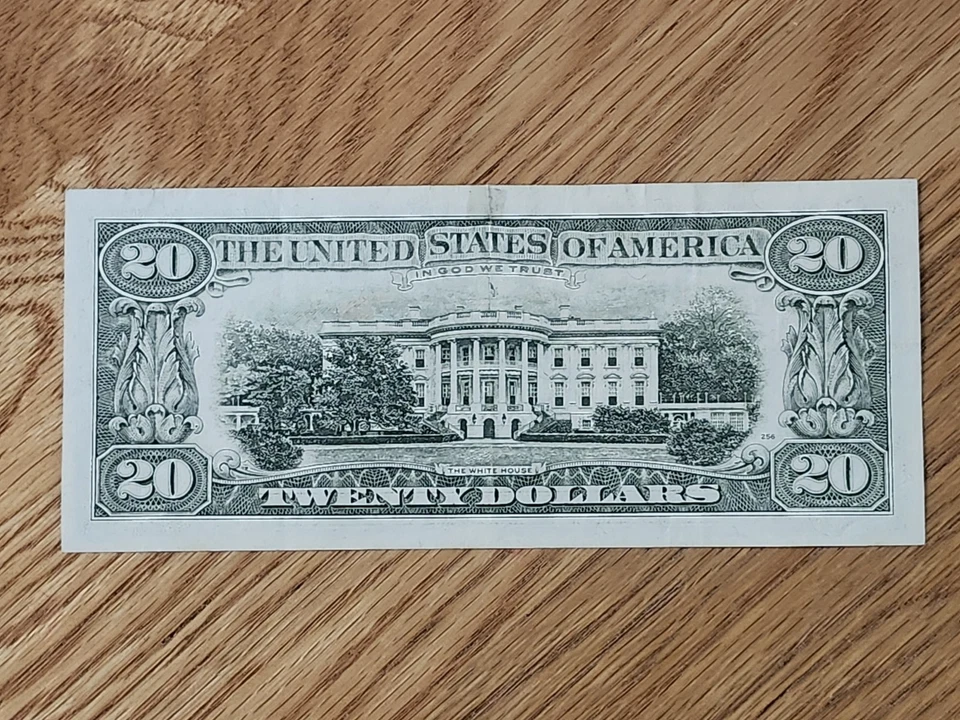 20 THE UNITED STATES OF AMERICA 20
IN GOD WE TRUST
256
20 THE WHITE HOUSE 20
TWENTY DOLLARS